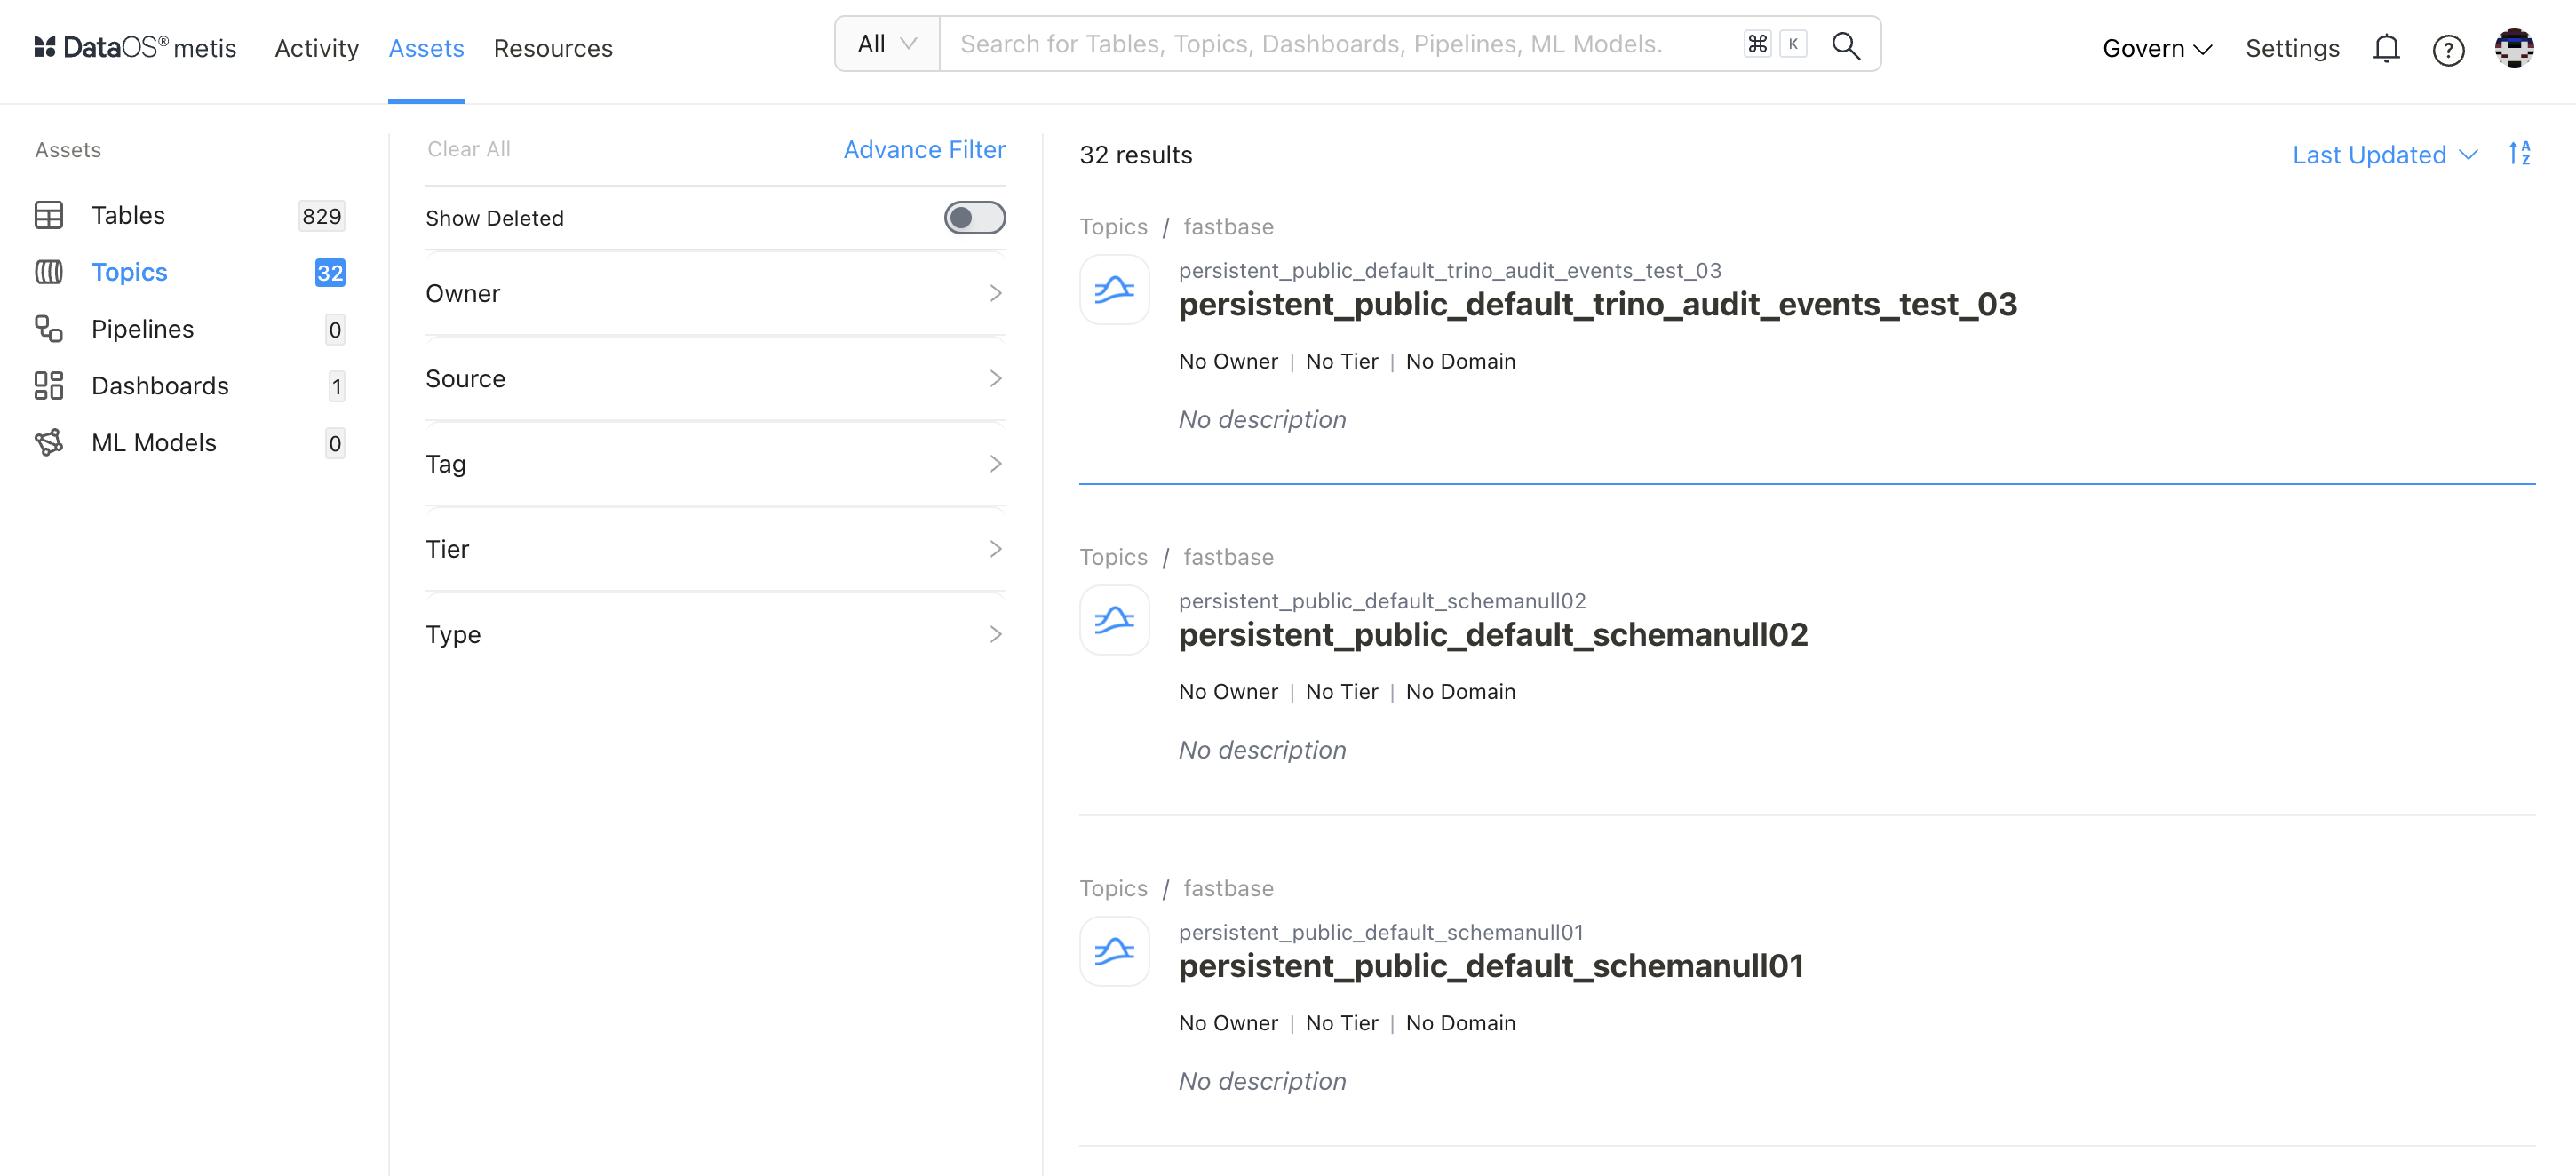 DataOS® metis Activity Assets Resources All Search for Tables, Topics, Dashboards, Pipelines, ML Models. ⌘ K Govern Settings ?
Assets
Tables 829
Topics 32
Pipelines 0
Dashboards 1
ML Models 0
Clear All Advance Filter
Show Deleted
Owner
Source
Tag
Tier
Type
32 results Last Updated AZ
Topics / fastbase
persistent_public_default_trino_audit_events_test_03
persistent_public_default_trino_audit_events_test_03
No Owner | No Tier | No Domain
No description
Topics / fastbase
persistent_public_default_schemanull02
persistent_public_default_schemanull02
No Owner | No Tier | No Domain
No description
Topics / fastbase
persistent_public_default_schemanull01
persistent_public_default_schemanull01
No Owner | No Tier | No Domain
No description